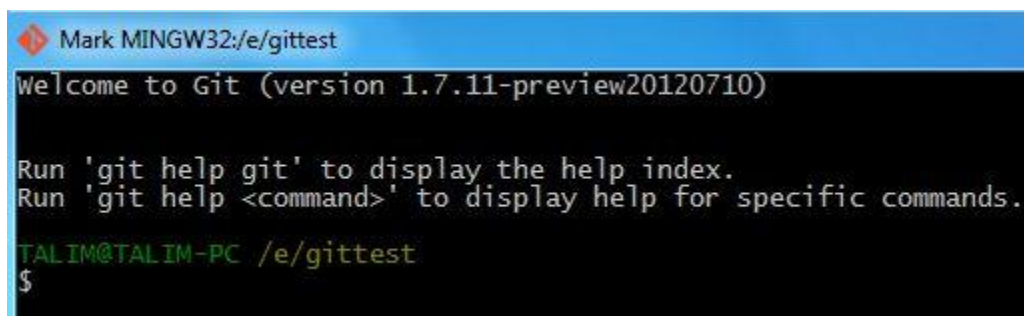 Mark MINGW32:/e/gittest
Welcome to Git (version 1.7.11-preview20120710)
Run 'git help git' to display the help index.
Run 'git help <command>' to display help for specific commands.
TALIM@TALIM-PC /e/gittest
$